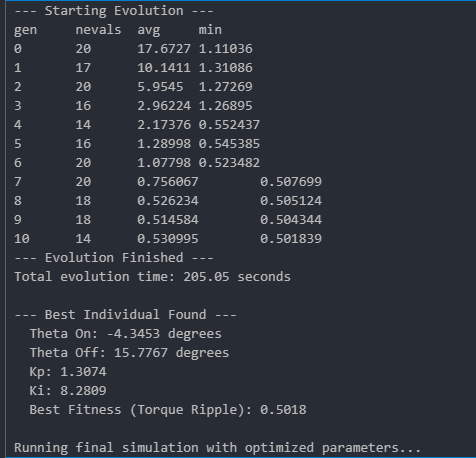 --- Starting Evolution ---
gen nevals avg min
0 20 17.6727 1.11036
1 17 10.1411 1.31086
2 20 5.9545 1.27269
3 16 2.96224 1.26895
4 14 2.17376 0.552437
5 16 1.28998 0.545385
6 20 1.07798 0.523482
7 20 0.756067 0.507699
8 18 0.526234 0.505124
9 18 0.514584 0.504344
10 14 0.530995 0.501839
--- Evolution Finished ---
Total evolution time: 205.05 seconds
--- Best Individual Found ---
Theta On: -4.3453 degrees
Theta Off: 15.7767 degrees
Kp: 1.3074
Ki: 8.2809
Best Fitness (Torque Ripple): 0.5018
Running final simulation with optimized parameters...